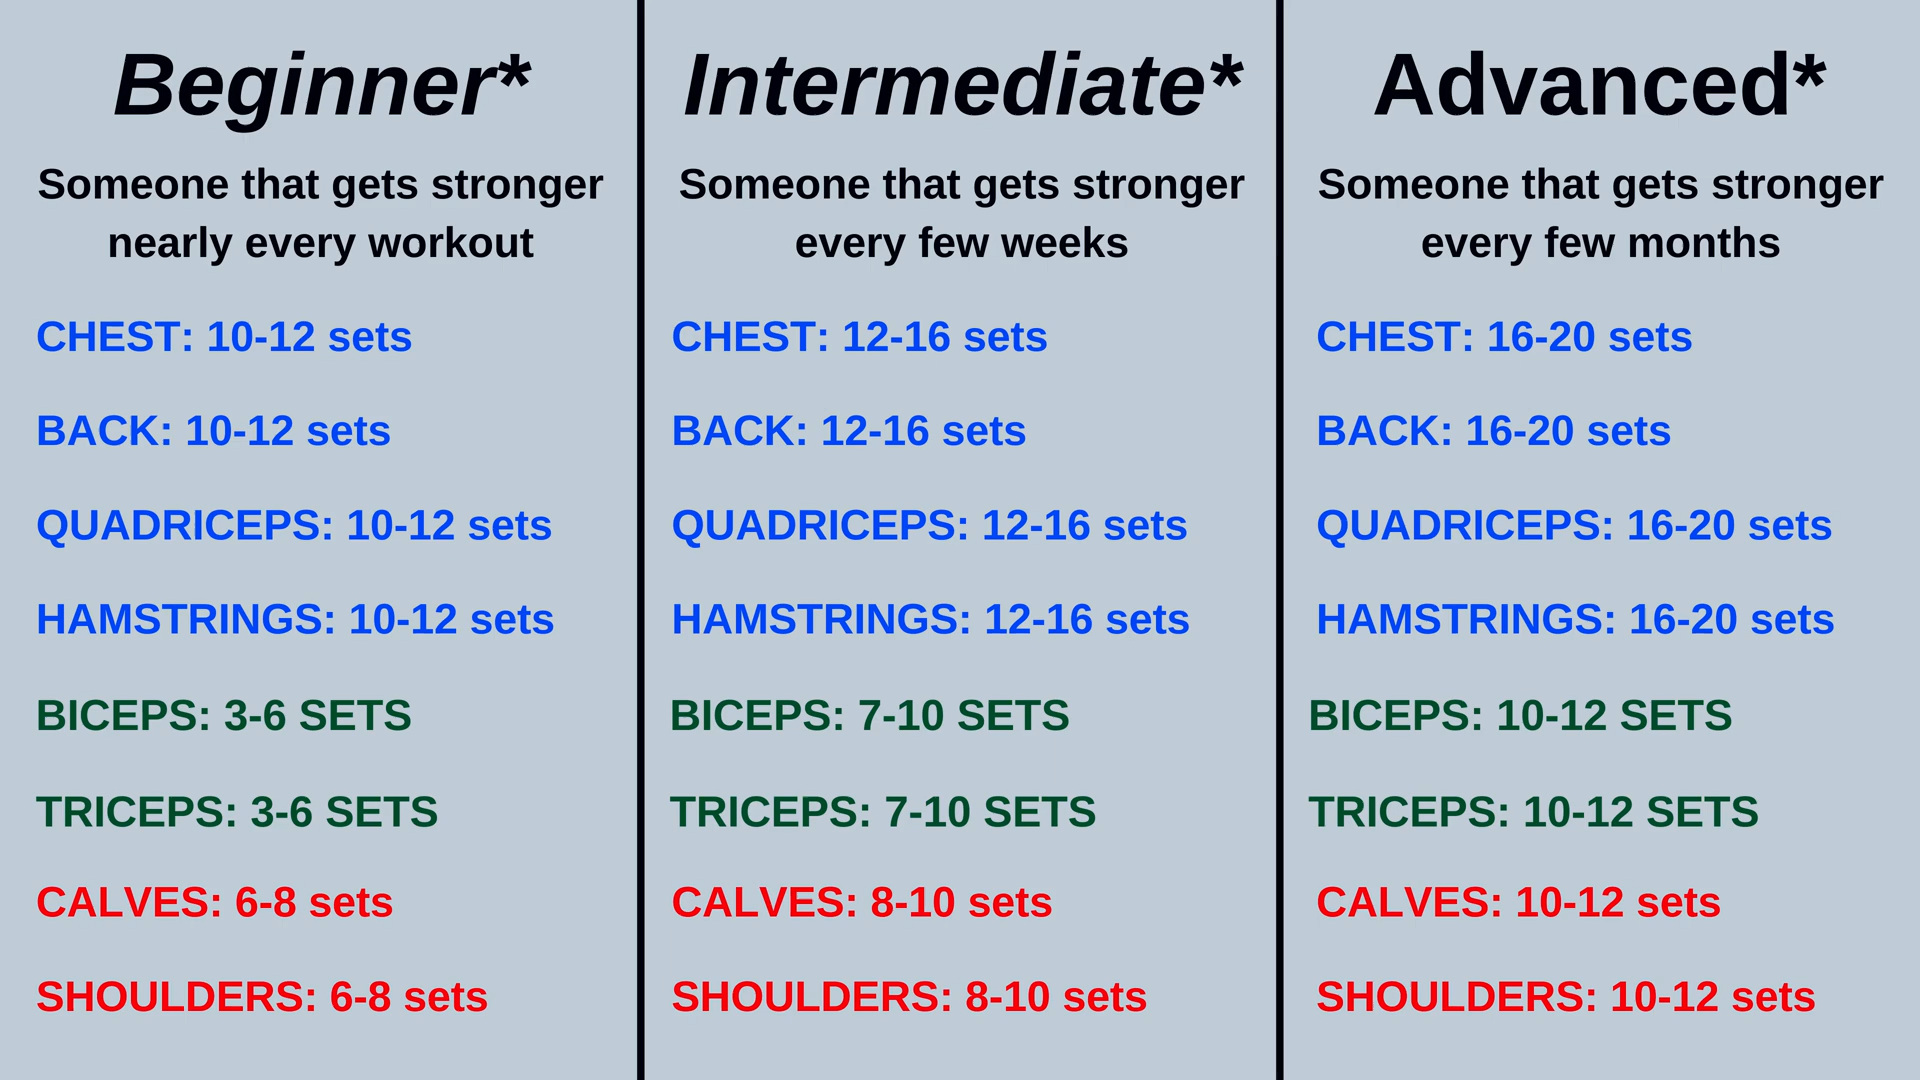 Beginner*
Someone that gets stronger
nearly every workout
CHEST: 10-12 sets
BACK: 10-12 sets
QUADRICEPS: 10-12 sets
HAMSTRINGS: 10-12 sets
BICEPS: 3-6 SETS
TRICEPS: 3-6 SETS
CALVES: 6-8 sets
SHOULDERS: 6-8 sets
Intermediate*
Someone that gets stronger
every few weeks
CHEST: 12-16 sets
BACK: 12-16 sets
QUADRICEPS: 12-16 sets
HAMSTRINGS: 12-16 sets
BICEPS: 7-10 SETS
TRICEPS: 7-10 SETS
CALVES: 8-10 sets
SHOULDERS: 8-10 sets
Advanced*
Someone that gets stronger
every few months
CHEST: 16-20 sets
BACK: 16-20 sets
QUADRICEPS: 16-20 sets
HAMSTRINGS: 16-20 sets
BICEPS: 10-12 SETS
TRICEPS: 10-12 SETS
CALVES: 10-12 sets
SHOULDERS: 10-12 sets